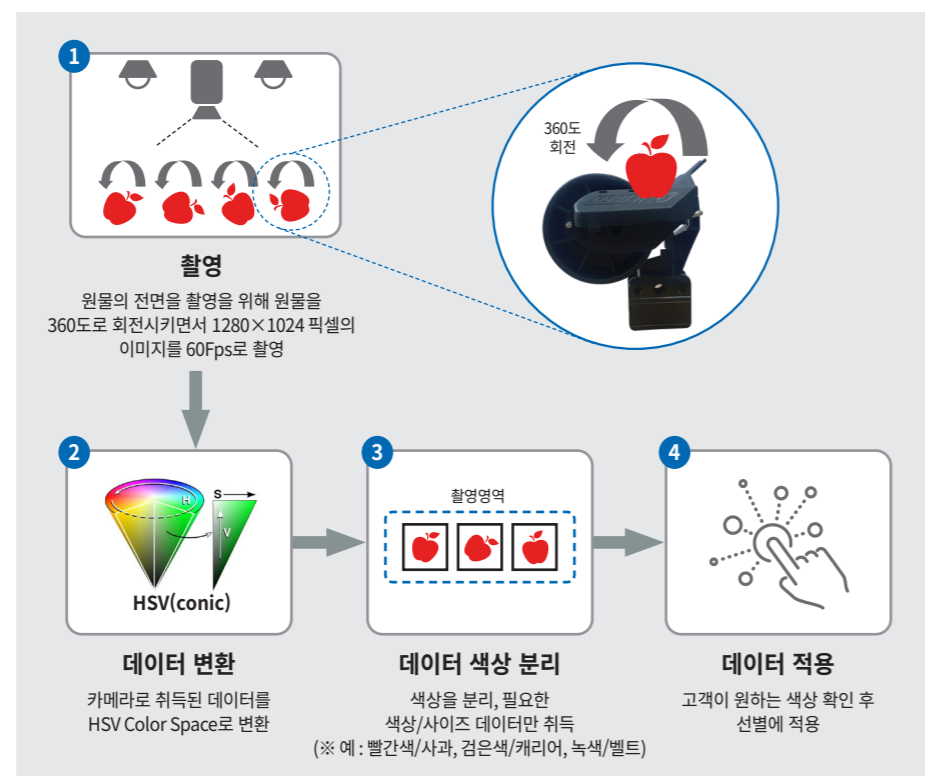 1
360도
회전
촬영
원물의 전면을 촬영을 위해 원물을
360도로 회전시키면서 1280×1024 픽셀의
이미지를 60Fps로 촬영
2
H
S
V
HSV(conic)
데이터 변환
카메라로 취득된 데이터를
HSV Color Space로 변환
3
촬영영역
데이터 색상 분리
색상을 분리, 필요한
색상/사이즈 데이터만 취득
(※ 예 : 빨간색/사과, 검은색/캐리어, 녹색/벨트)
4
데이터 적용
고객이 원하는 색상 확인 후
선별에 적용